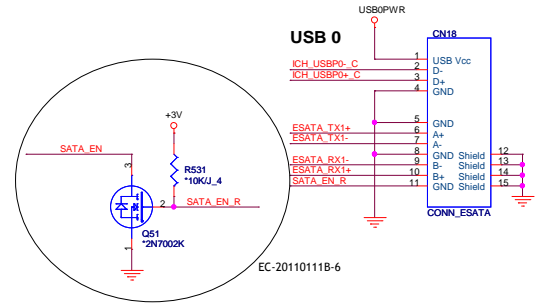 USB0PWR
USB 0
CN18
ICH_USBP0-_C
ICH_USBP0+_C
1 USB Vcc
2 D-
3 D+
4 GND
5 GND
ESATA_TX1+ 6 A+
ESATA_TX1- 7 A-
8 GND Shield 12
ESATA_RX1- 9 B- Shield 13
ESATA_RX1+ 10 B+ Shield 14
SATA_EN_R 11 GND Shield 15
CONN_ESATA
+3V
SATA_EN
R531
*10K/J_4
3
2
SATA_EN_R
1
Q51
*2N7002K
EC-20110111B-6